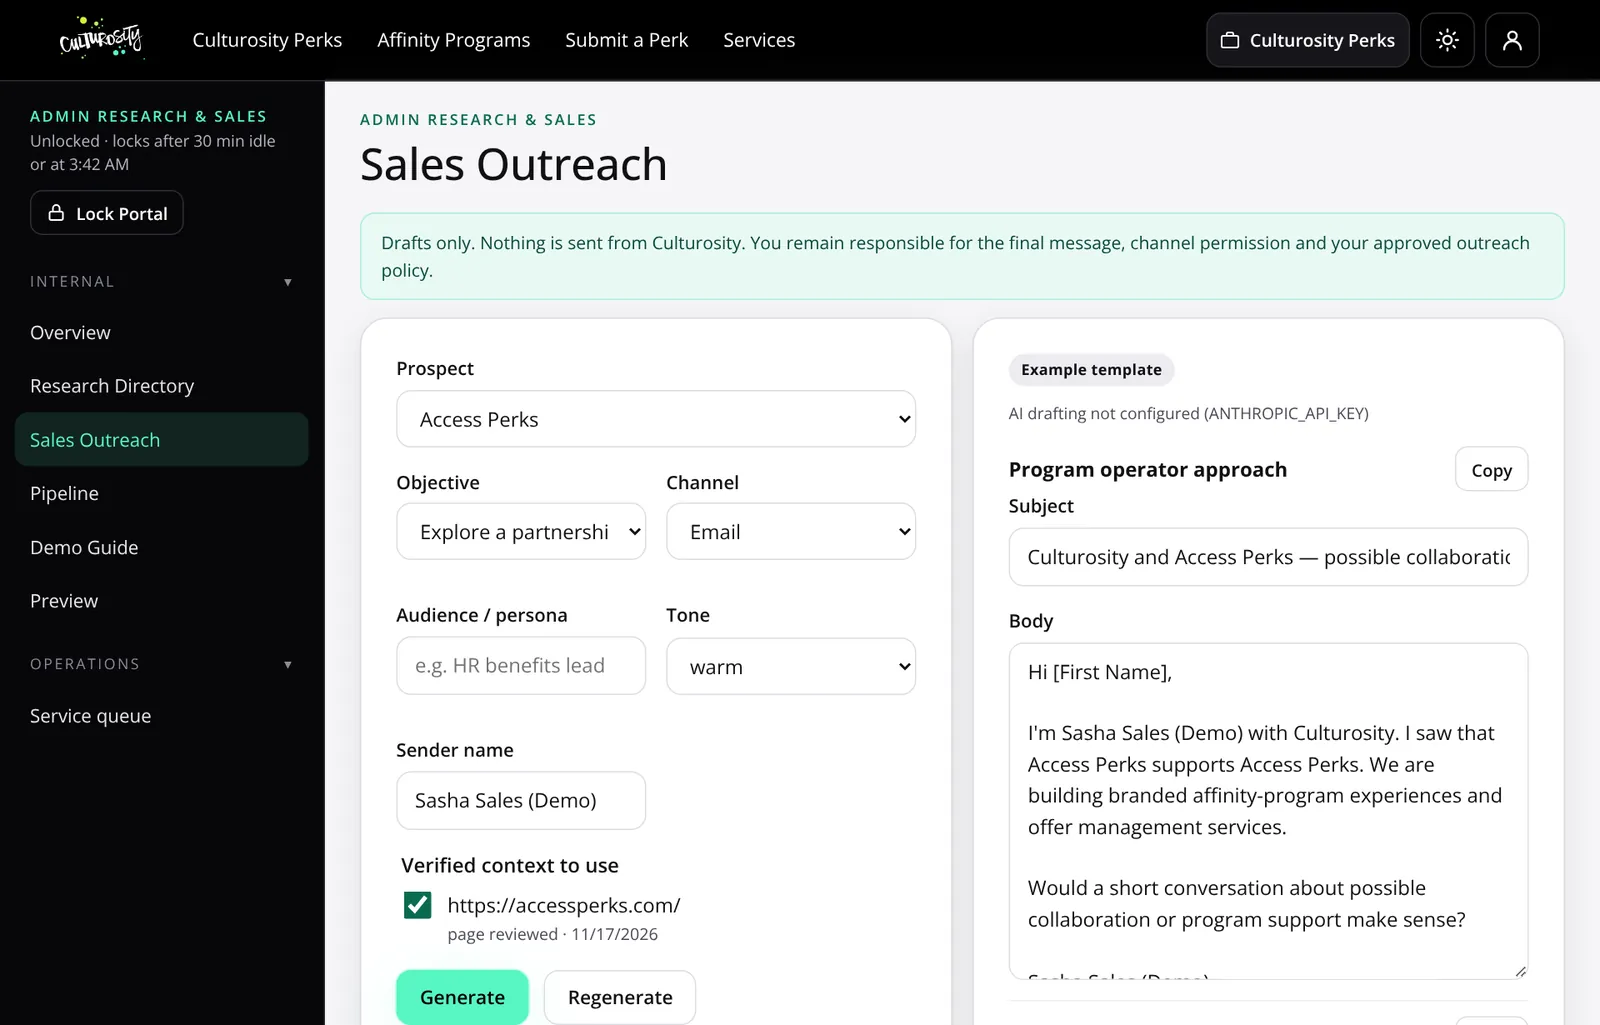 CULTUROSITY
Culturosity Perks
Affinity Programs
Submit a Perk
Services
Culturosity Perks
ADMIN RESEARCH & SALES
Unlocked · locks after 30 min idle
or at 3:42 AM
Lock Portal
INTERNAL
Overview
Research Directory
Sales Outreach
Pipeline
Demo Guide
Preview
OPERATIONS
Service queue
ADMIN RESEARCH & SALES
Sales Outreach
Drafts only. Nothing is sent from Culturosity. You remain responsible for the final message, channel permission and your approved outreach
policy.
Prospect
Access Perks
Objective
Channel
Explore a partnershi
Email
Audience / persona
Tone
e.g. HR benefits lead
warm
Sender name
Sasha Sales (Demo)
Verified context to use
https://accessperks.com/
page reviewed · 11/17/2026
Generate
Regenerate
Example template
AI drafting not configured (ANTHROPIC_API_KEY)
Program operator approach
Copy
Subject
Culturosity and Access Perks — possible collaboratic
Body
Hi [First Name],
I'm Sasha Sales (Demo) with Culturosity. I saw that
Access Perks supports Access Perks. We are
building branded affinity-program experiences and
offer management services.
Would a short conversation about possible
collaboration or program support make sense?
Sasha Sales (Demo)